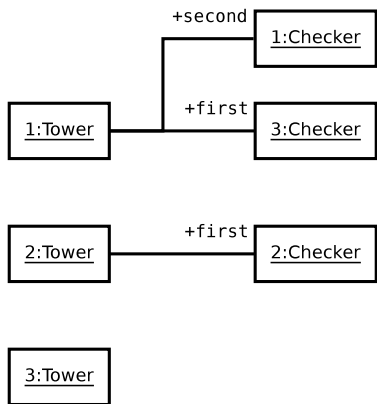 +second
1:Checker
+first
1:Tower
3:Checker
+first
2:Tower
2:Checker
3:Tower